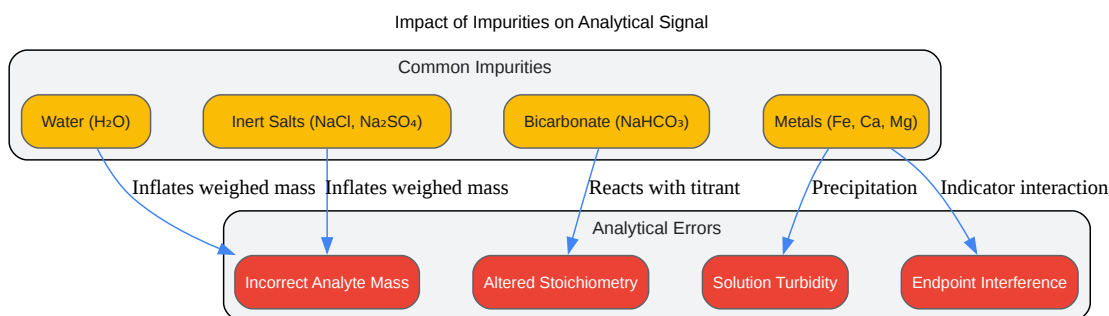 Impact of Impurities on Analytical Signal
Common Impurities
Water (H₂O)
Inert Salts (NaCl, Na₂SO₄)
Bicarbonate (NaHCO₃)
Metals (Fe, Ca, Mg)
Inflates weighed mass
Inflates weighed mass
Reacts with titrant
Precipitation
Indicator interaction
Analytical Errors
Incorrect Analyte Mass
Altered Stoichiometry
Solution Turbidity
Endpoint Interference